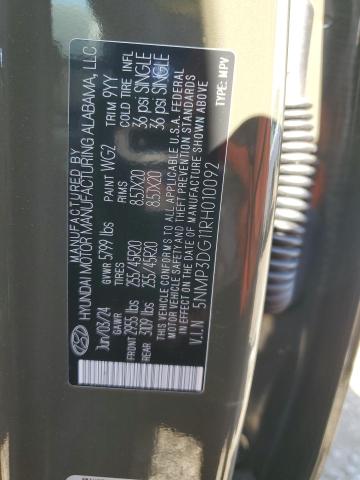 MANUFACTURED BY
HYUNDAI MOTOR MANUFACTURING ALABAMA, LLC
Jun/03/24 GVWR 5799 lbs PAINT WG2 TRIM 9YY
GAWR TIRES RIMS COLD TIRE INFL
FRONT 2955 lbs 255/45R20 8.5JX20 36 psi SINGLE
REAR 3109 lbs 255/45R20 8.5JX20 36 psi SINGLE
THIS VEHICLE CONFORMS TO ALL APPLICABLE U.S.A. FEDERAL
MOTOR VEHICLE SAFETY, BUMPER, AND THEFT PREVENTION STANDARDS
IN EFFECT ON THE DATE OF MANUFACTURE SHOWN ABOVE
V.I.N 5NMP3DG11RH010092 TYPE: MPV